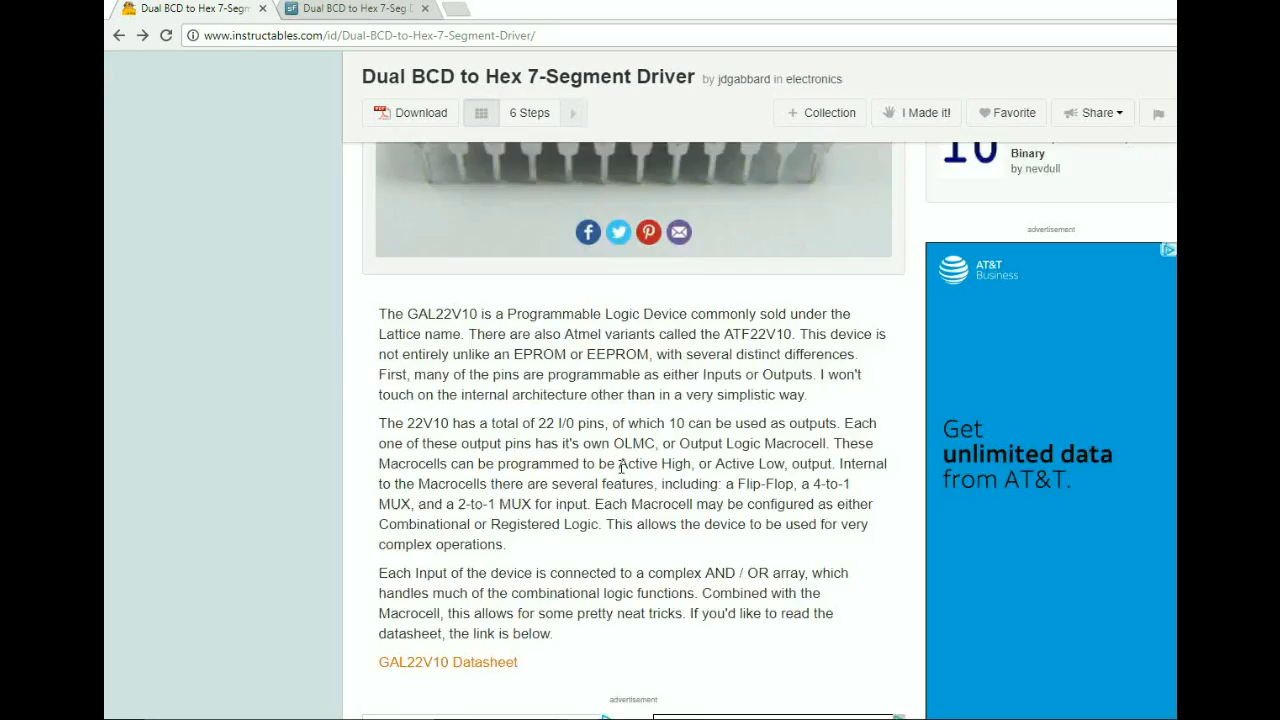 Dual BCD to Hex 7-Segm
Dual BCD to Hex 7-Seg
www.instructables.com/id/Dual-BCD-to-Hex-7-Segment-Driver/
Dual BCD to Hex 7-Segment Driver by jdgabbard in electronics
Download
6 Steps
+ Collection
I Made it!
Favorite
Share
10
Binary
by nevdull
advertisement
AT&T
Business
Get
unlimited data
from AT&T.
The GAL22V10 is a Programmable Logic Device commonly sold under the
Lattice name. There are also Atmel variants called the ATF22V10. This device is
not entirely unlike an EPROM or EEPROM, with several distinct differences.
First, many of the pins are programmable as either Inputs or Outputs. I won't
touch on the internal architecture other than in a very simplistic way.
The 22V10 has a total of 22 I/0 pins, of which 10 can be used as outputs. Each
one of these output pins has it's own OLMC, or Output Logic Macrocell. These
Macrocells can be programmed to be Active High, or Active Low, output. Internal
to the Macrocells there are several features, including: a Flip-Flop, a 4-to-1
MUX, and a 2-to-1 MUX for input. Each Macrocell may be configured as either
Combinational or Registered Logic. This allows the device to be used for very
complex operations.
Each Input of the device is connected to a complex AND / OR array, which
handles much of the combinational logic functions. Combined with the
Macrocell, this allows for some pretty neat tricks. If you'd like to read the
datasheet, the link is below.
GAL22V10 Datasheet
advertisement